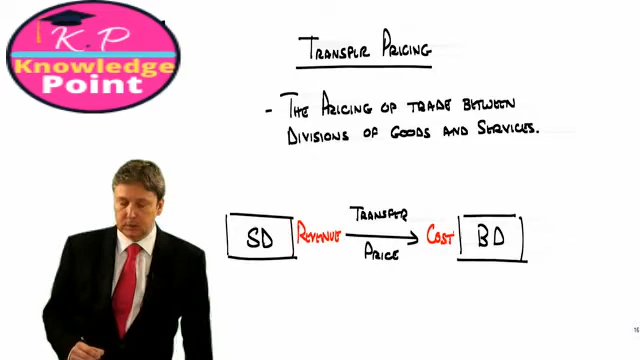 K.P
Knowledge
Point
TRANSFER PRICING
- THE PRICING OF TRADE BETWEEN
DIVISIONS OF GOODS AND SERVICES.
SD REVENUE TRANSFER PRICE COST BD
16